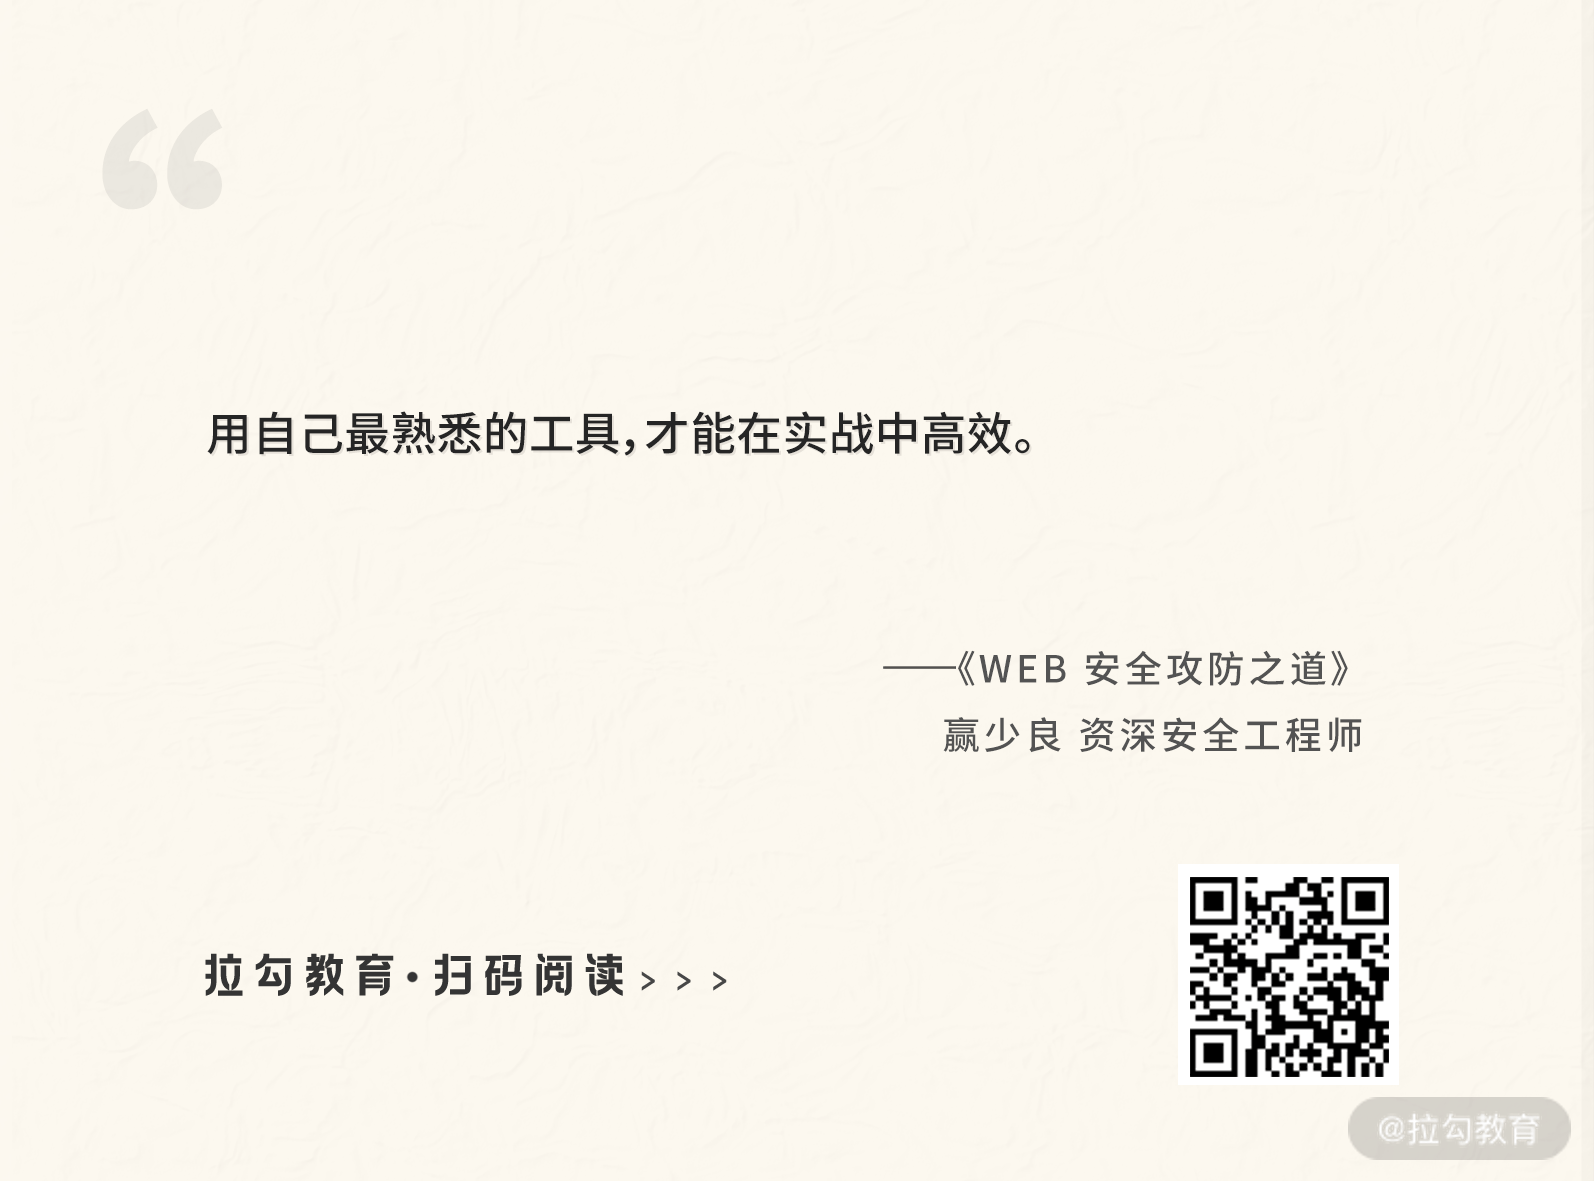 “
用自己最熟悉的工具，才能在实战中高效。
——《WEB 安全攻防之道》
赢少良 资深安全工程师
拉勾教育·扫码阅读>>>
@拉勾教育